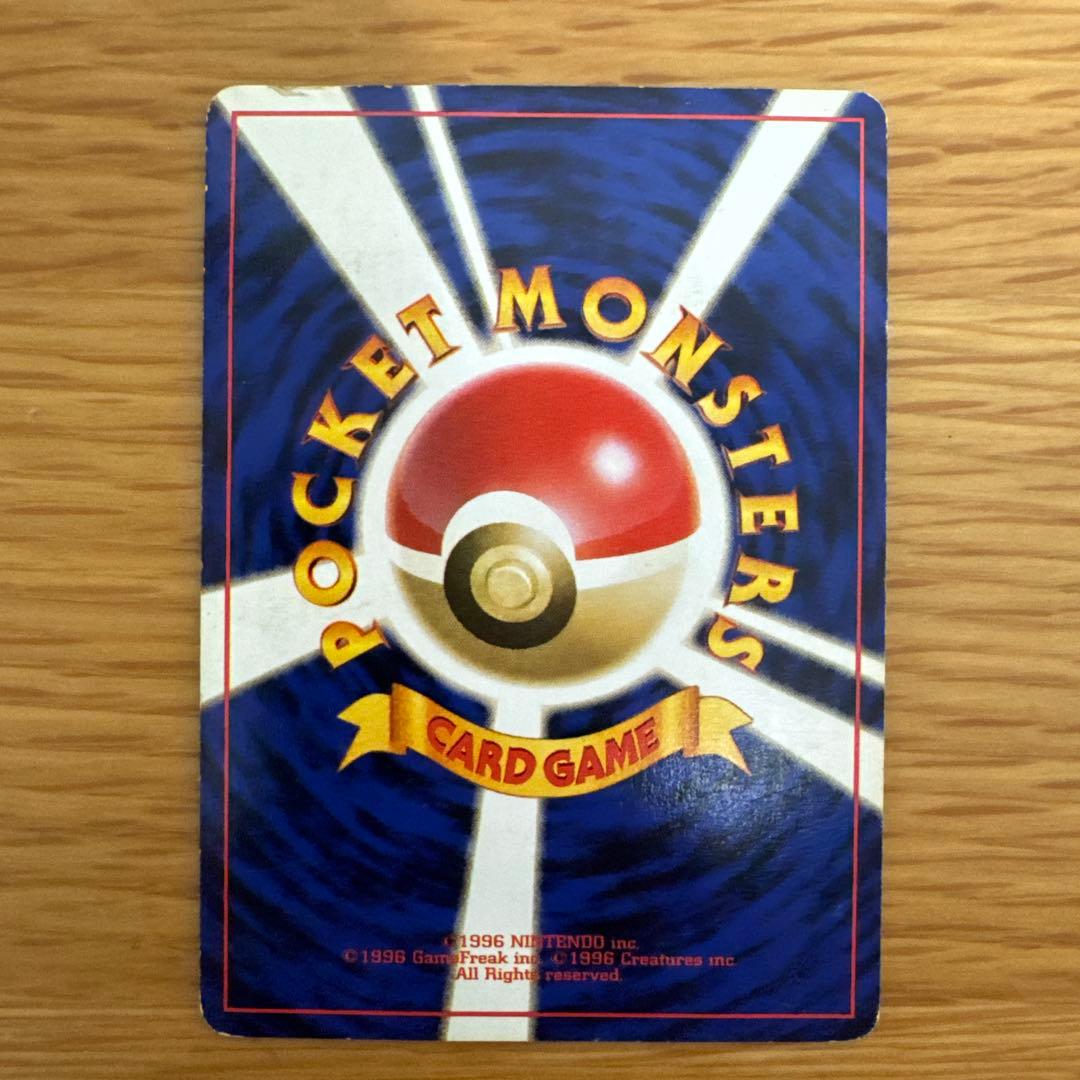 POCKET MONSTERS
CARD GAME
©1996 NINTENDO inc.
©1996 GameFreak inc. ©1996 Creatures inc.
All Rights reserved.